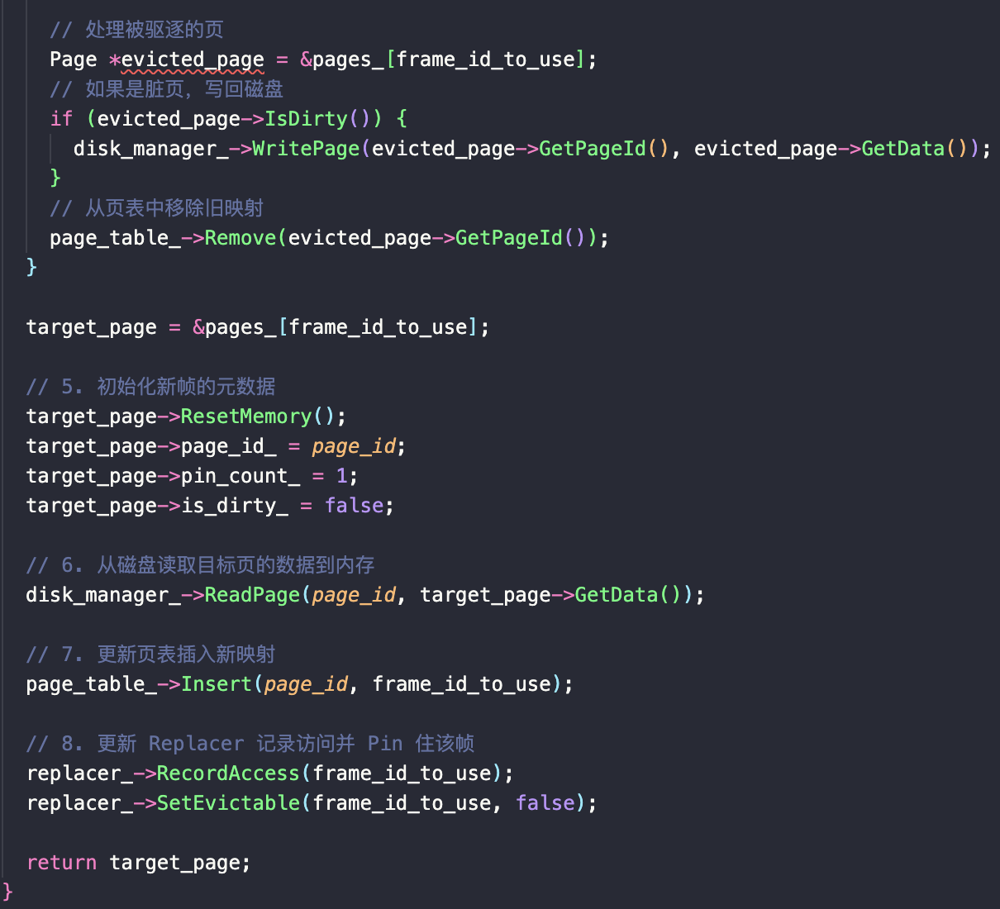 // 处理被驱逐的页
Page *evicted_page = &pages_[frame_id_to_use];
// 如果是脏页，写回磁盘
if (evicted_page->IsDirty()) {
disk_manager_->WritePage(evicted_page->GetPageId(), evicted_page->GetData());
}
// 从页表中移除旧映射
page_table_->Remove(evicted_page->GetPageId());
}
target_page = &pages_[frame_id_to_use];
// 5. 初始化新帧的元数据
target_page->ResetMemory();
target_page->page_id_ = page_id;
target_page->pin_count_ = 1;
target_page->is_dirty_ = false;
// 6. 从磁盘读取目标页的数据到内存
disk_manager_->ReadPage(page_id, target_page->GetData());
// 7. 更新页表插入新映射
page_table_->Insert(page_id, frame_id_to_use);
// 8. 更新 Replacer 记录访问并 Pin 住该帧
replacer_->RecordAccess(frame_id_to_use);
replacer_->SetEvictable(frame_id_to_use, false);
return target_page;
}